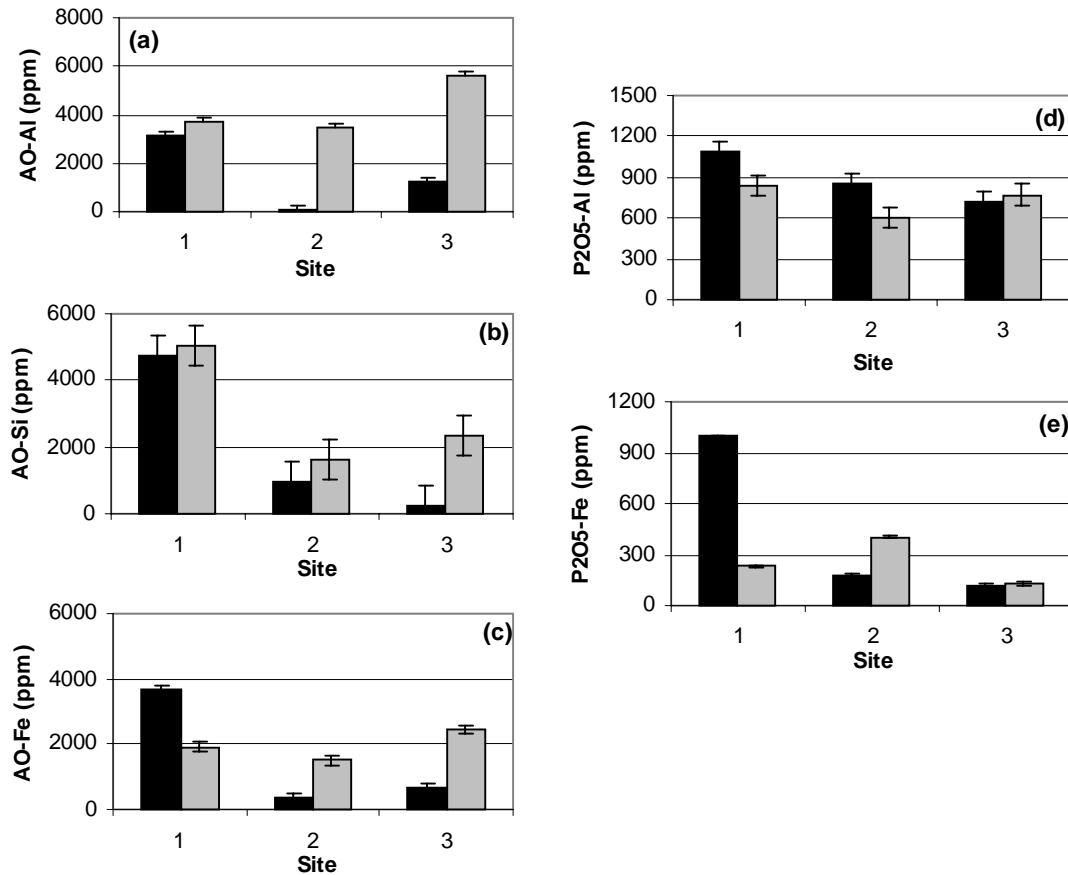 (a)
AO-Al (ppm)
8000
6000
4000
2000
0
1 2 3
Site
(b)
AO-Si (ppm)
6000
4000
2000
0
1 2 3
Site
(c)
AO-Fe (ppm)
6000
4000
2000
0
1 2 3
Site
(d)
P2O5-Al (ppm)
1500
1200
900
600
300
0
1 2 3
Site
(e)
P2O5-Fe (ppm)
1200
900
600
300
0
1 2 3
Site